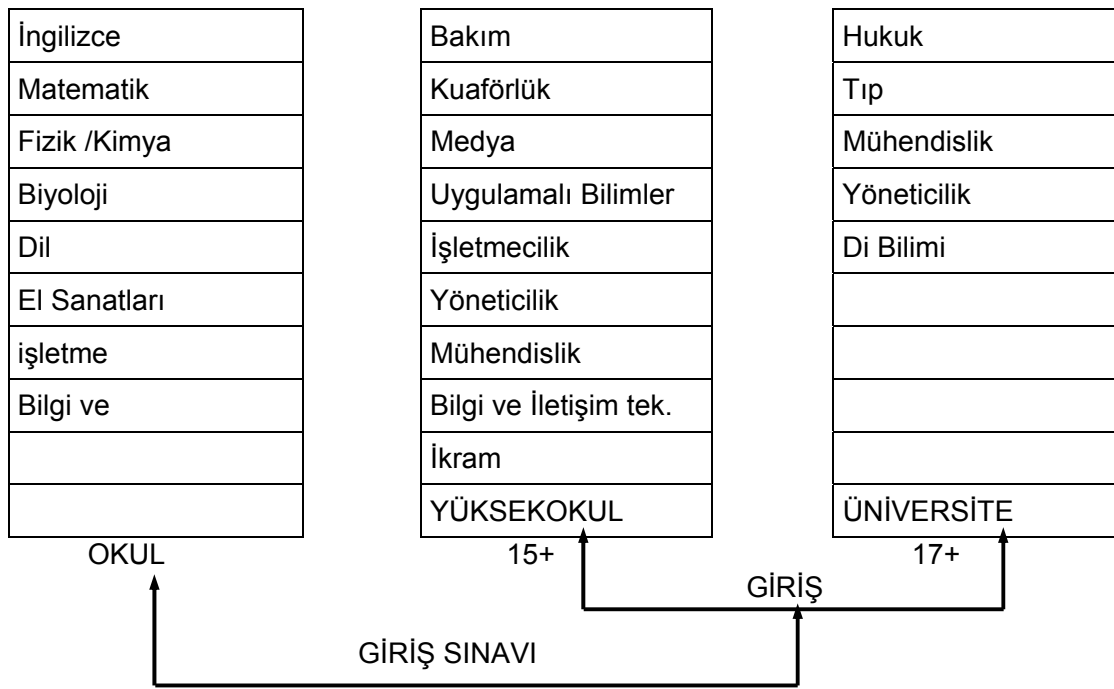 İngilizce
Matematik
Fizik /Kimya
Biyoloji
Dil
El Sanatları
işletme
Bilgi ve
OKUL
Bakım
Kuaförlük
Medya
Uygulamalı Bilimler
İşletmecilik
Yöneticilik
Mühendislik
Bilgi ve İletişim tek.
İkram
YÜKSEKOKUL
15+
Hukuk
Tıp
Mühendislik
Yöneticilik
Di Bilimi
ÜNİVERSİTE
17+
GİRİŞ
GİRİŞ SINAVI